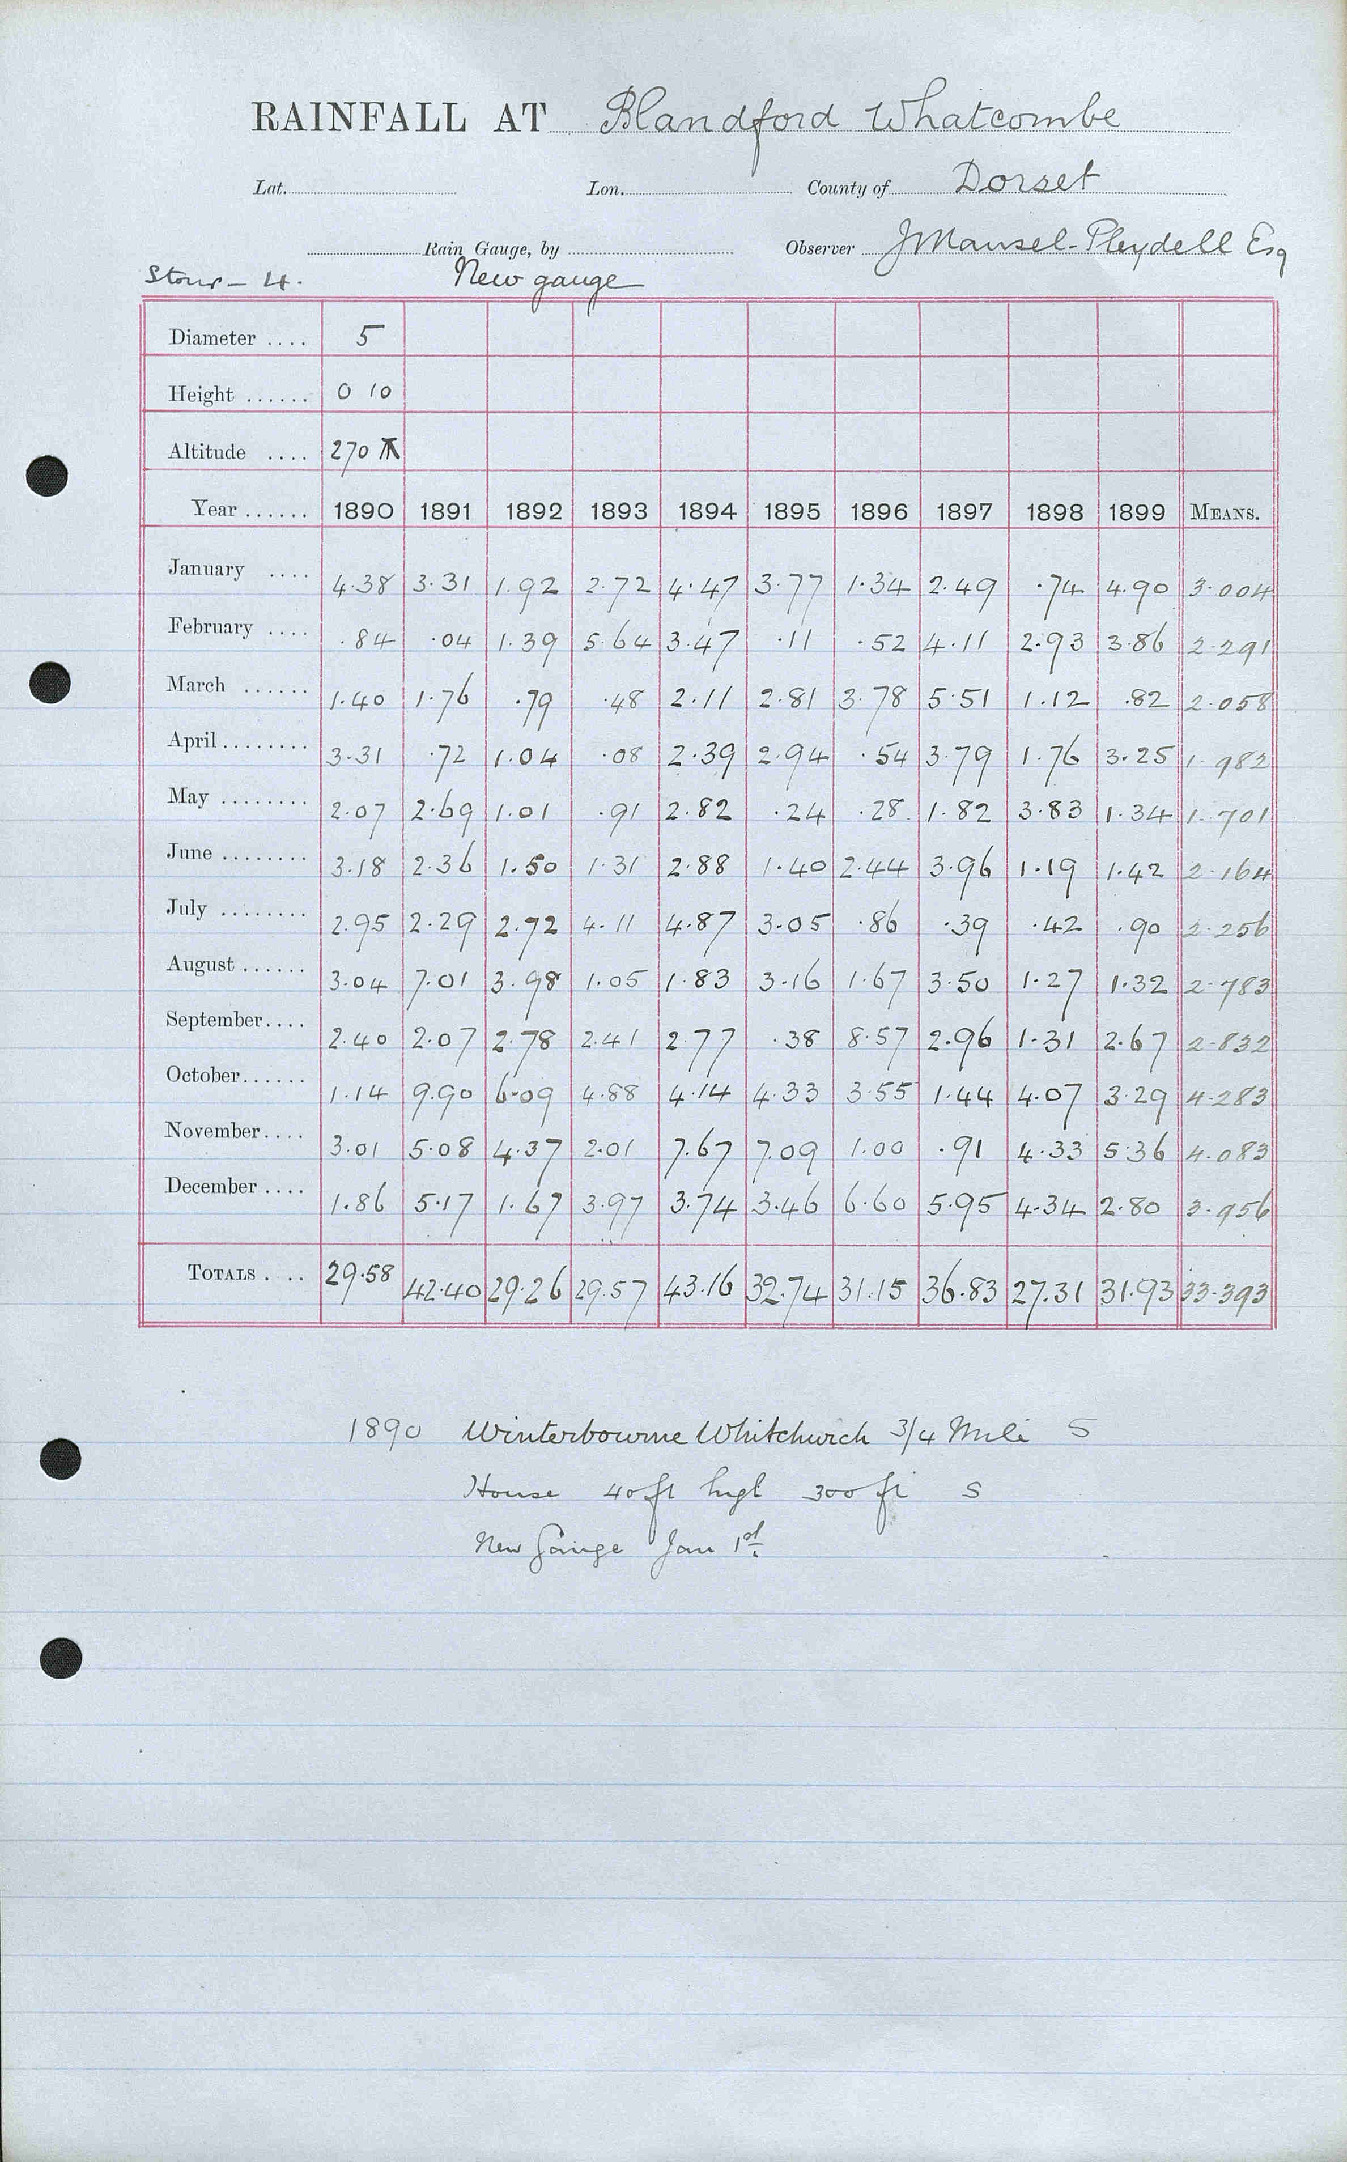 RAINFALL AT Blandford Whatcombe
Lat. Lon. County of Dorset
Rain Gauge, by Observer J Mansel-Pleydell Esq
Stour - 4. New gauge
Diameter .... 5
Height ...... 0 10
Altitude .... 270
Year ...... 1890 1891 1892 1893 1894 1895 1896 1897 1898 1899 MEANS.
January .... 4.38 3.31 1.92 2.72 4.47 3.77 1.34 2.49 .74 4.90 3.004
February .... .84 .04 1.39 5.64 3.47 .11 .52 4.11 2.93 3.86 2.291
March ...... 1.40 1.76 .79 .48 2.11 2.81 3.78 5.51 1.12 .82 2.058
April ........ 3.31 .72 1.04 .08 2.39 2.94 .54 3.79 1.76 3.25 1.982
May ........ 2.07 2.69 1.01 .91 2.82 .24 .28 1.82 3.83 1.34 1.701
June ........ 3.18 2.36 1.50 1.31 2.88 1.40 2.44 3.96 1.19 1.42 2.164
July ........ 2.95 2.29 2.72 4.11 4.87 3.05 .86 .39 .42 .90 2.256
August ...... 3.04 7.01 3.98 1.05 1.83 3.16 1.67 3.50 1.27 1.32 2.783
September .... 2.40 2.07 2.78 2.41 2.77 .38 8.57 2.96 1.31 2.67 2.832
October ...... 1.14 9.90 6.09 4.88 4.14 4.33 3.55 1.44 4.07 3.29 4.283
November .... 3.01 5.08 4.37 2.01 7.67 7.09 1.00 .91 4.33 5.36 4.083
December .... 1.86 5.17 1.67 3.97 3.74 3.46 6.60 5.95 4.34 2.80 3.956
TOTALS . .. 29.58 42.40 29.26 29.57 43.16 32.74 31.15 36.83 27.31 31.93 33.393
1890 Winterbourne Whitchurch 3/4 Mile S
House 40 ft high 300 ft S
New Gauge Jan 1st